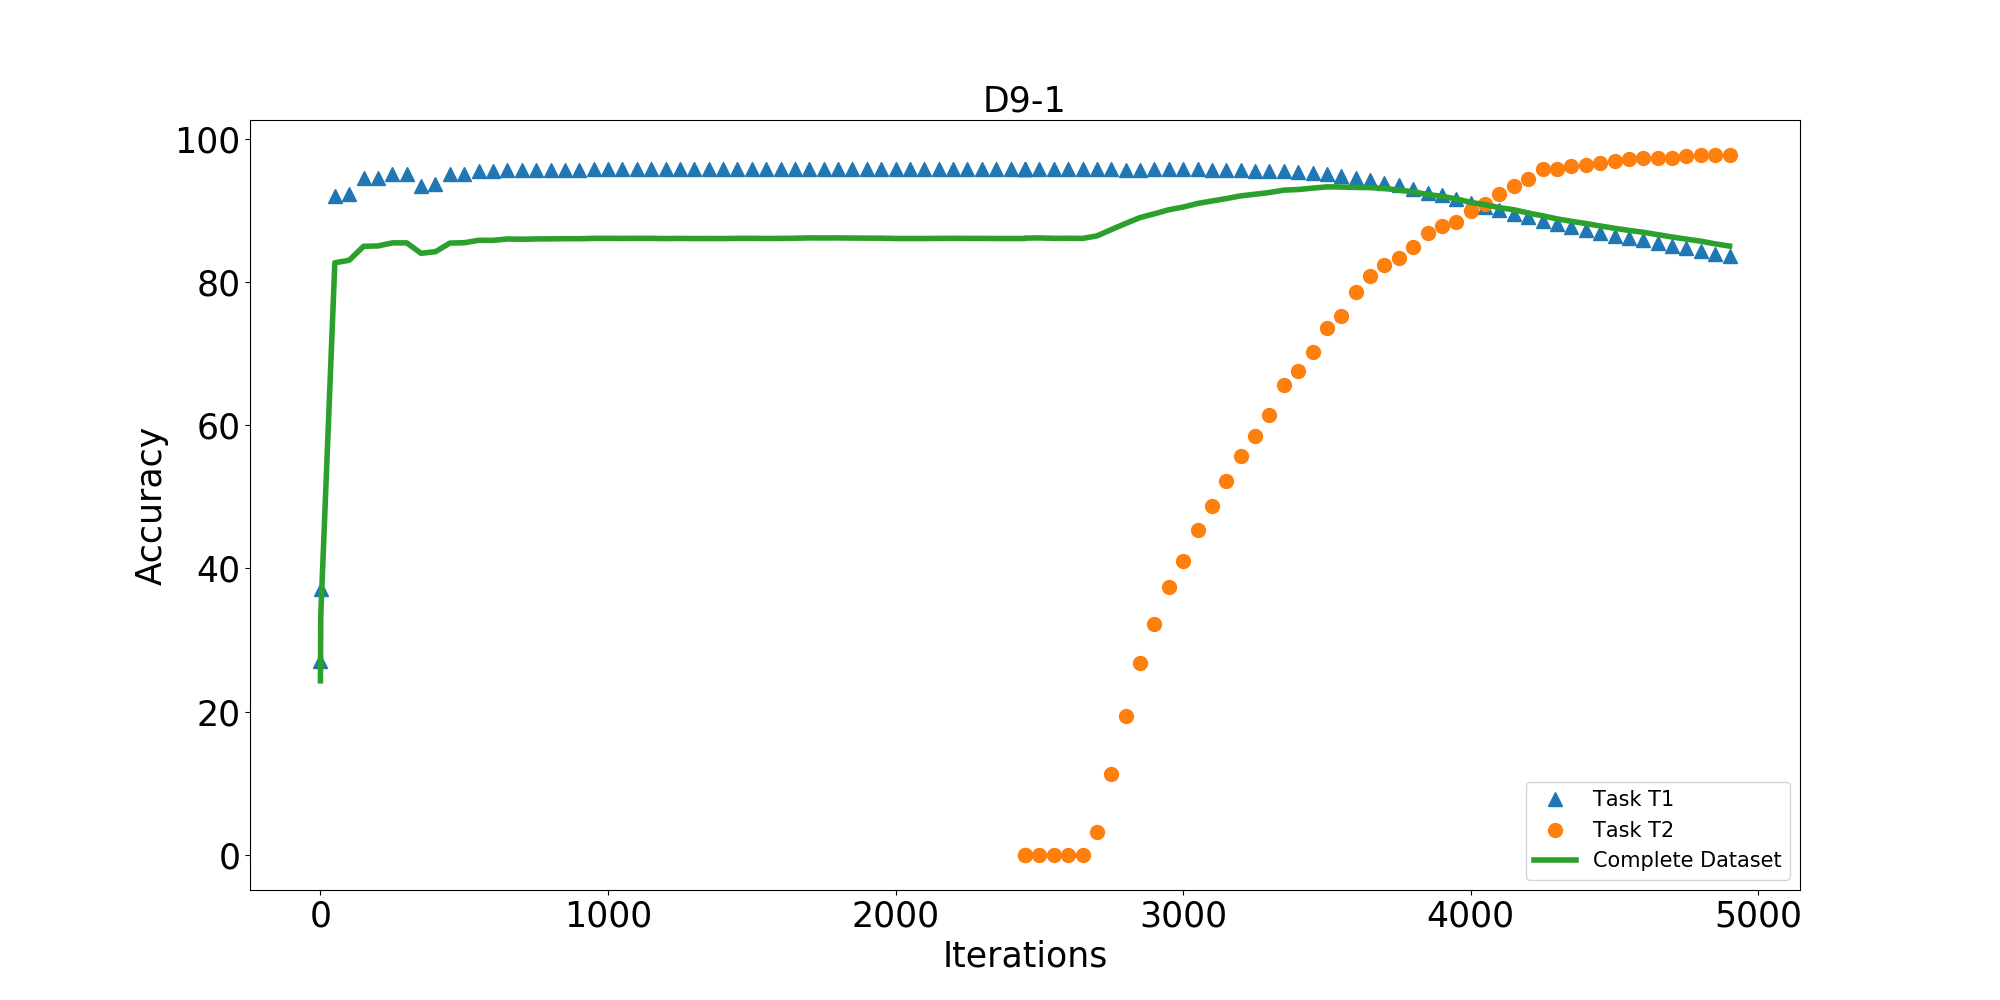 D9-1
100
80
60
40
20
0
Accuracy
0 1000 2000 3000 4000 5000
Iterations
Task T1
Task T2
Complete Dataset